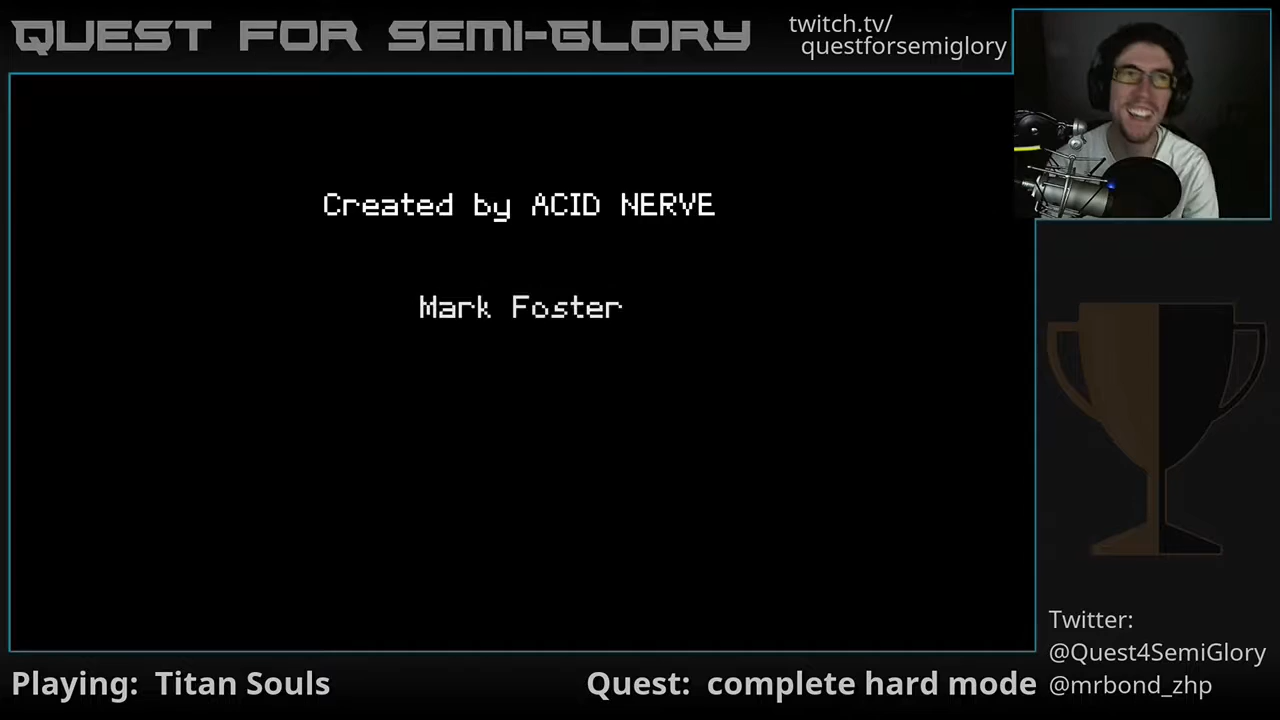 QUEST FOR SEMI-GLORY
twitch.tv/
questforsemiglory
Created by ACID NERVE
Mark Foster
Twitter:
@Quest4SemiGlory
@mrbond_zhp
Playing: Titan Souls
Quest: complete hard mode